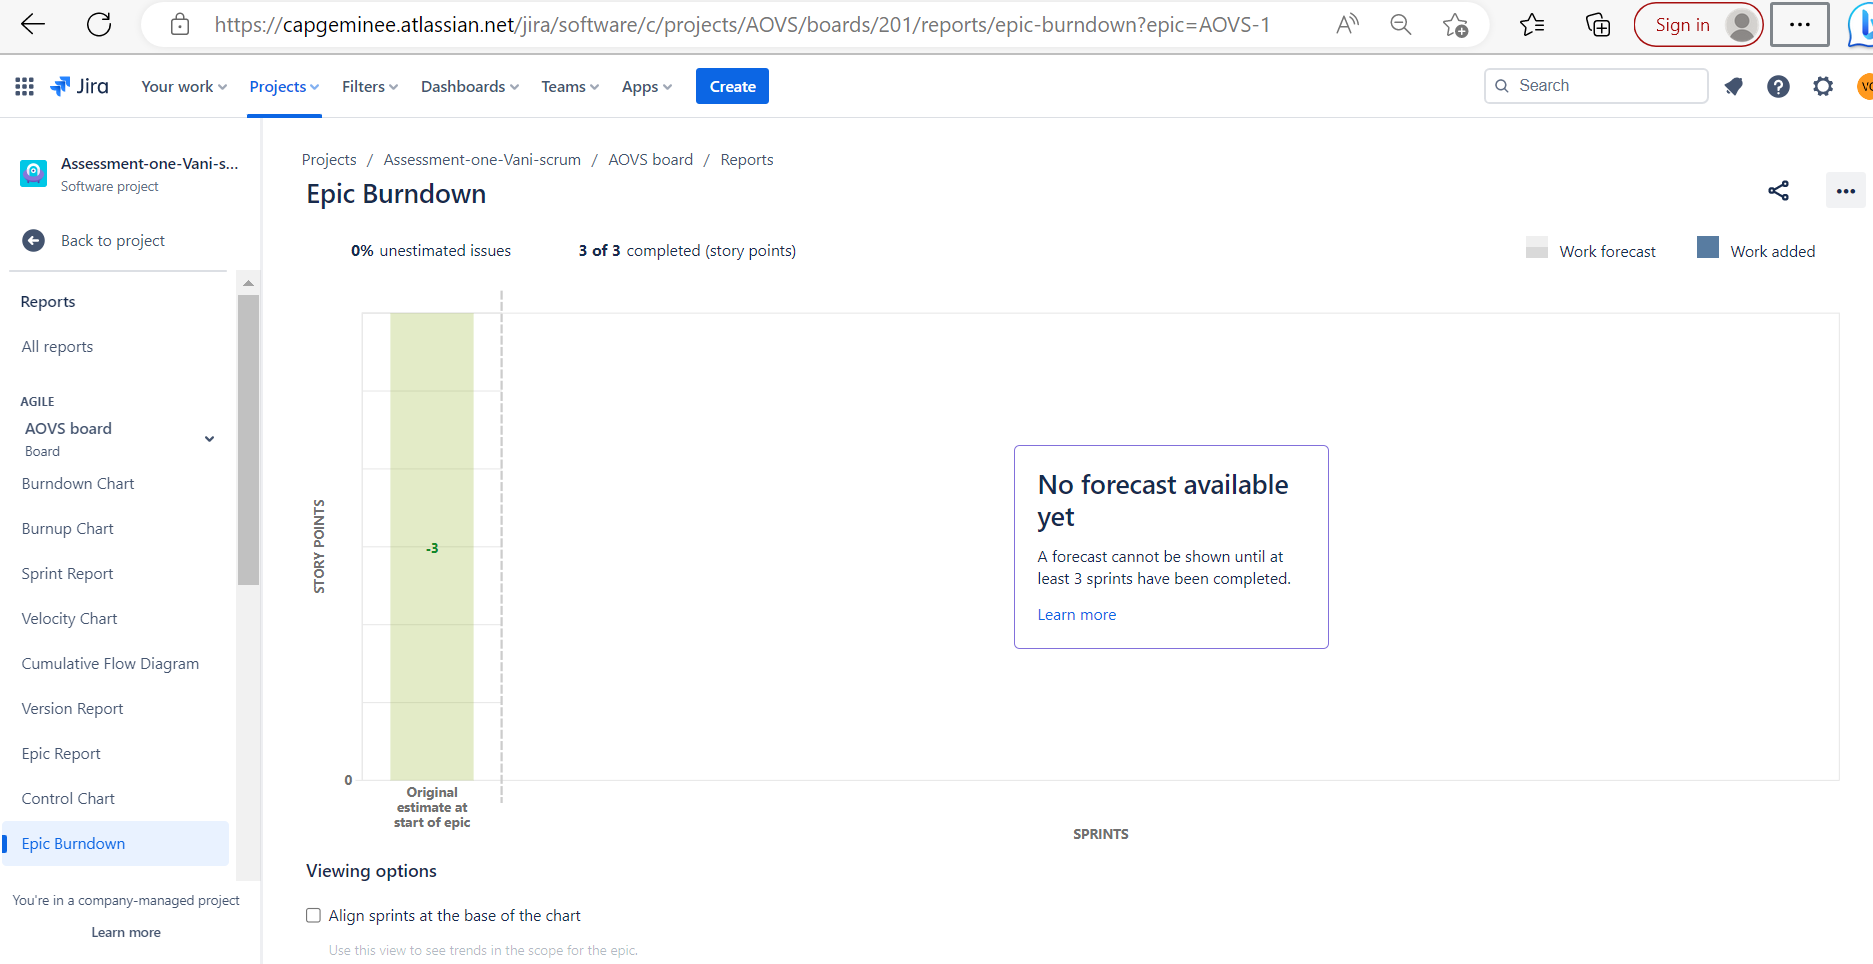 https://capgeminee.atlassian.net/jira/software/c/projects/AOVS/boards/201/reports/epic-burndown?epic=AOVS-1
A))
Sign in
Jira
Your work
Projects
Filters
Dashboards
Teams
Apps
Create
Search
Assessment-one-Vani-s...
Software project
Back to project
Reports
All reports
AGILE
AOVS board
Board
Burndown Chart
Burnup Chart
Sprint Report
Velocity Chart
Cumulative Flow Diagram
Version Report
Epic Report
Control Chart
Epic Burndown
You're in a company-managed project
Learn more
Projects / Assessment-one-Vani-scrum / AOVS board / Reports
Epic Burndown
0% unestimated issues
3 of 3 completed (story points)
Work forecast
Work added
STORY POINTS
-3
0
Original
estimate at
start of epic
No forecast available
yet
A forecast cannot be shown until at
least 3 sprints have been completed.
Learn more
SPRINTS
Viewing options
Align sprints at the base of the chart
Use this view to see trends in the scope for the epic.